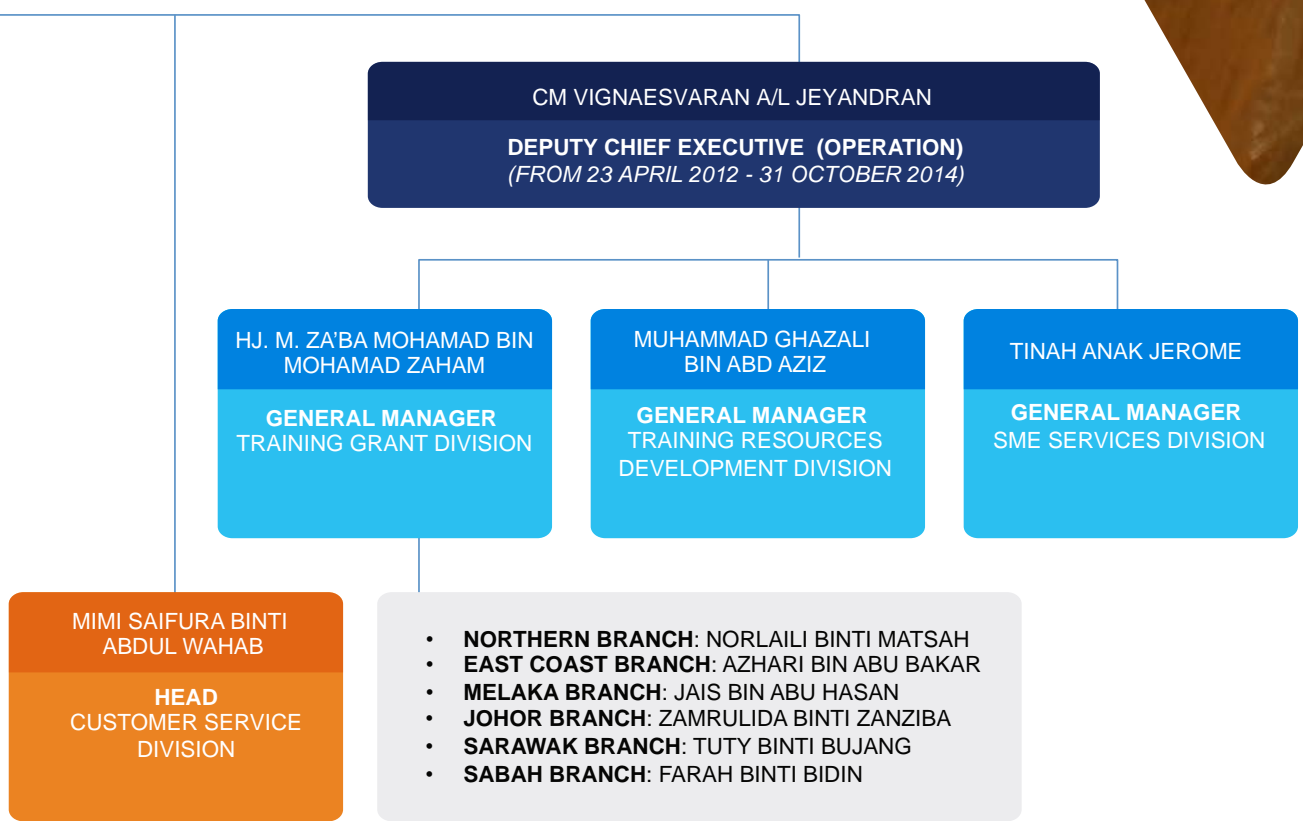 CM VIGNAESVARAN A/L JEYANDRAN
DEPUTY CHIEF EXECUTIVE (OPERATION)
(FROM 23 APRIL 2012 - 31 OCTOBER 2014)
HJ. M. ZA’BA MOHAMAD BIN
MOHAMAD ZAHAM
GENERAL MANAGER
TRAINING GRANT DIVISION
MUHAMMAD GHAZALI
BIN ABD AZIZ
GENERAL MANAGER
TRAINING RESOURCES
DEVELOPMENT DIVISION
TINAH ANAK JEROME
GENERAL MANAGER
SME SERVICES DIVISION
MIMI SAIFURA BINTI
ABDUL WAHAB
HEAD
CUSTOMER SERVICE
DIVISION
• NORTHERN BRANCH: NORLAILI BINTI MATSAH
• EAST COAST BRANCH: AZHARI BIN ABU BAKAR
• MELAKA BRANCH: JAIS BIN ABU HASAN
• JOHOR BRANCH: ZAMRULIDA BINTI ZANZIBA
• SARAWAK BRANCH: TUTY BINTI BUJANG
• SABAH BRANCH: FARAH BINTI BIDIN